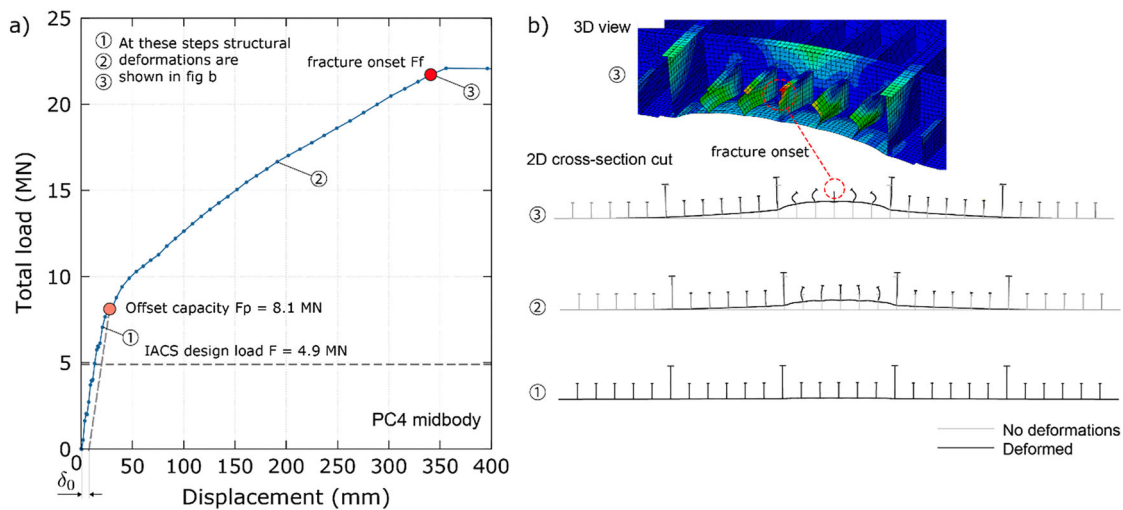 a)
Total load (MN)
25
20
15
10
5
0
① At these steps structural
② deformations are
③ shown in fig b
fracture onset Ff
③
②
Offset capacity Fp = 8.1 MN
①
IACS design load F = 4.9 MN
PC4 midbody
0 50 100 150 200 250 300 350 400
δ₀
Displacement (mm)
b)
3D view
③
fracture onset
2D cross-section cut
③
②
①
No deformations
Deformed